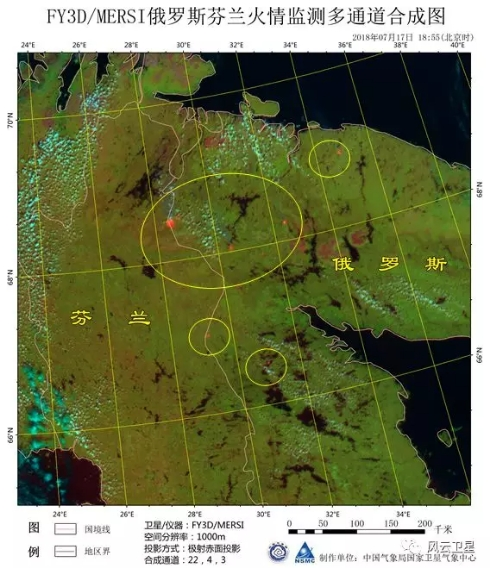 FY3D/MERSI俄罗斯芬兰火情监测多通道合成图
2018年07月17日 18:55(北京时)
24°E 26°E 28°E 30°E 32°E 34°E 36°E 38°E 40°E
70°N
68°N
68°N
俄 罗 斯
芬 兰
66°N
66°N
24°E 26°E 28°E 30°E 32°E 34°E
图例
国境线
地区界
卫星/仪器：FY3D/MERSI
空间分辨率：1000m
投影方式：极射赤面投影
合成通道：22，4，3
0 50 100 150 200 千米
NSMC
制作单位：中国气象局国家卫星气象中心
风云卫星